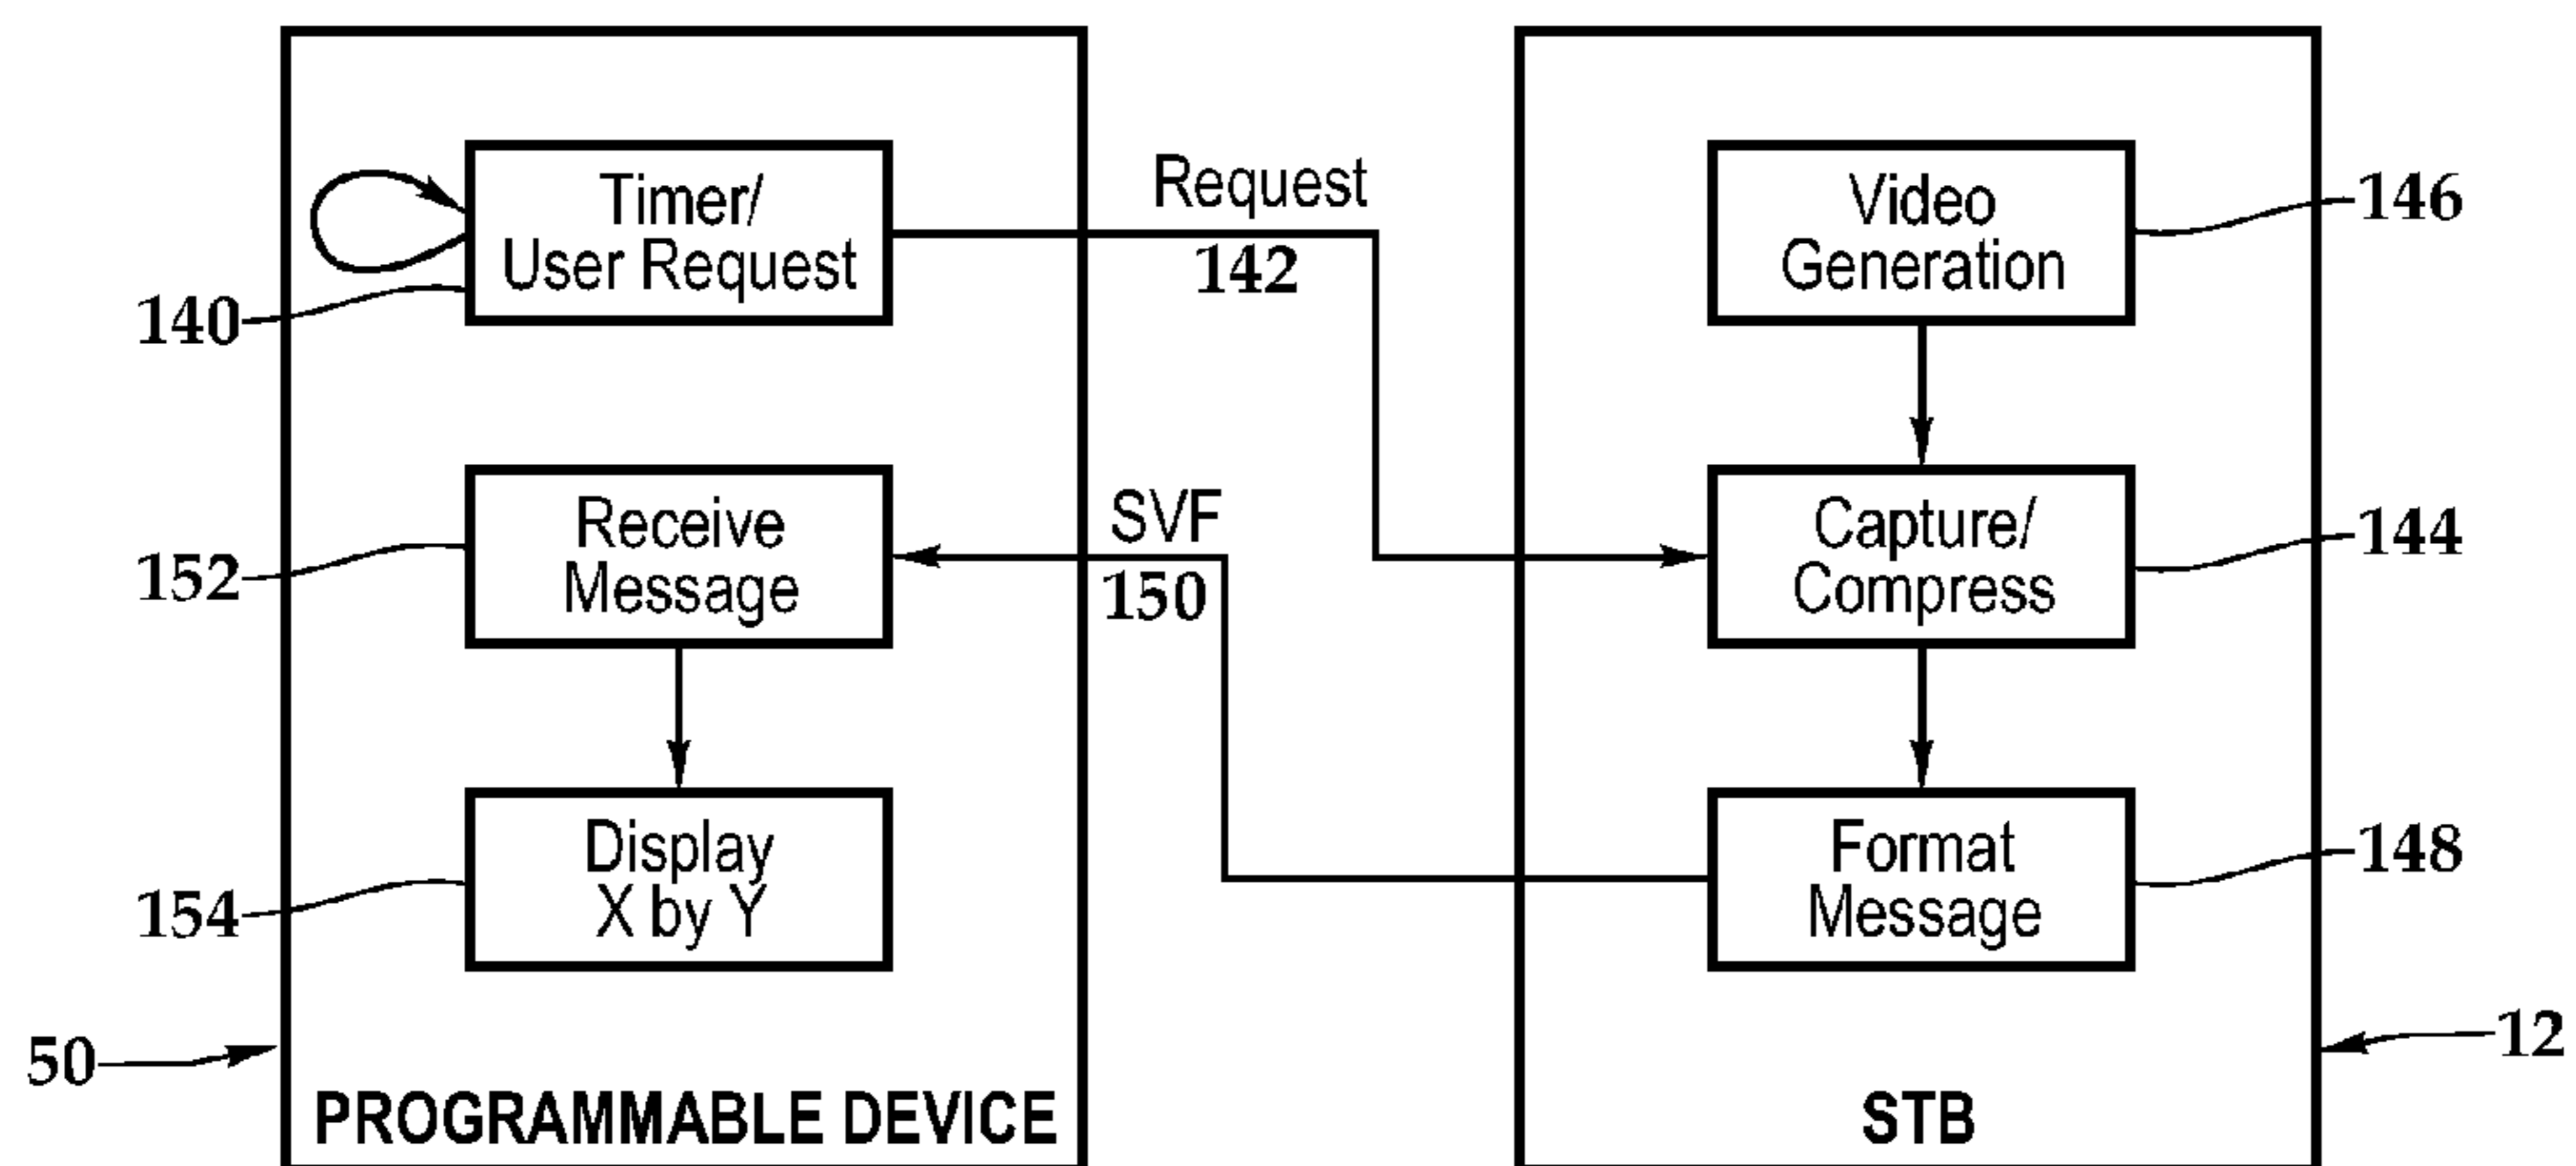 Timer/
User Request
140
Request
142
Video
Generation
146
Receive
Message
152
SVF
150
Capture/
Compress
144
Display
X by Y
154
Format
Message
148
50
PROGRAMMABLE DEVICE
STB
12